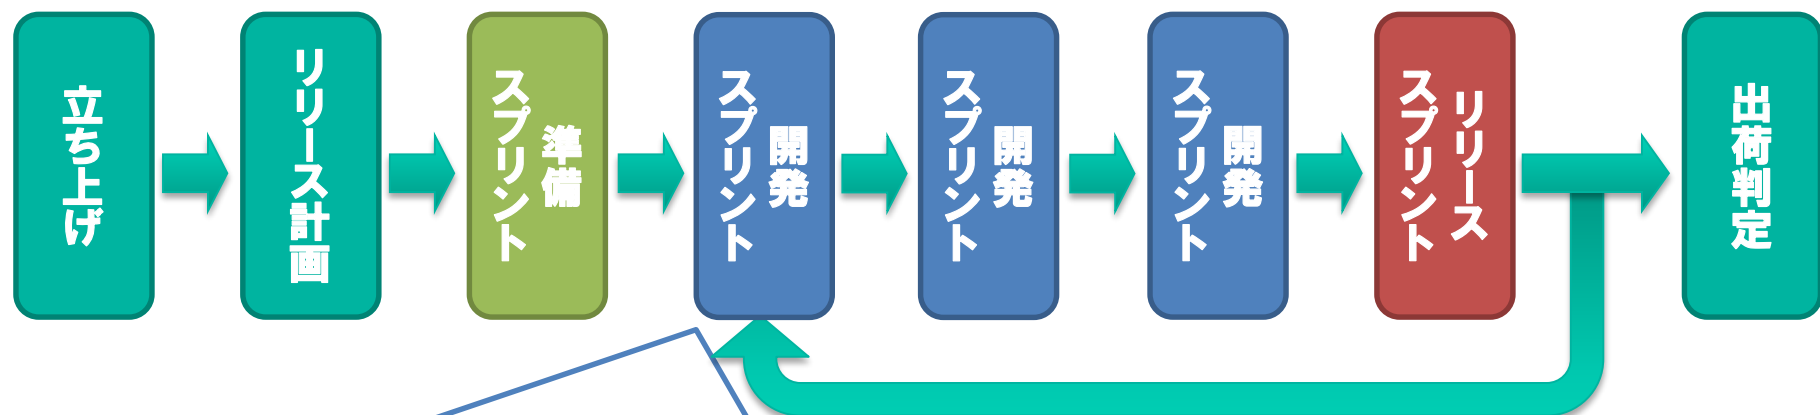 立ち上げ
リリース計画
準備
スプリント
開発
スプリント
開発
スプリント
開発
スプリント
リリース
スプリント
出荷判定